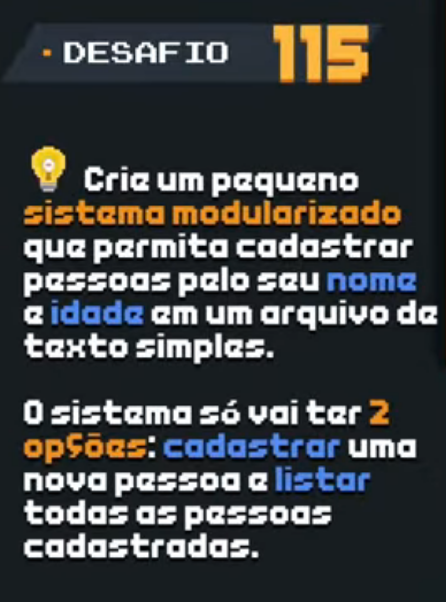 · DESAFIO 115
Crie um pequeno
sistema modularizado
que permita cadastrar
pessoas pelo seu nome
e idade em um arquivo de
texto simples.
O sistema só vai ter 2
opções: cadastrar uma
nova pessoa e listar
todas as pessoas
cadastradas.